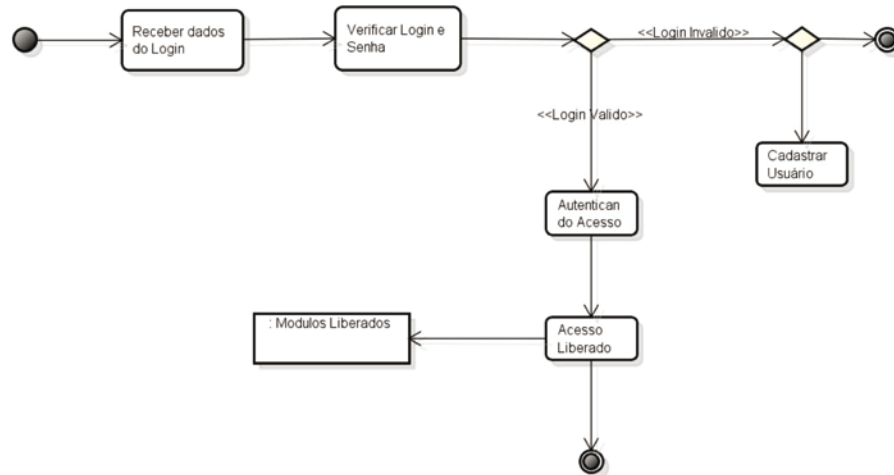 Receber dados
do Login
Verificar Login e
Senha
<<Login Invalido>>
<<Login Valido>>
Cadastrar
Usuário
Autentican
do Acesso
: Modulos Liberados
Acesso
Liberado